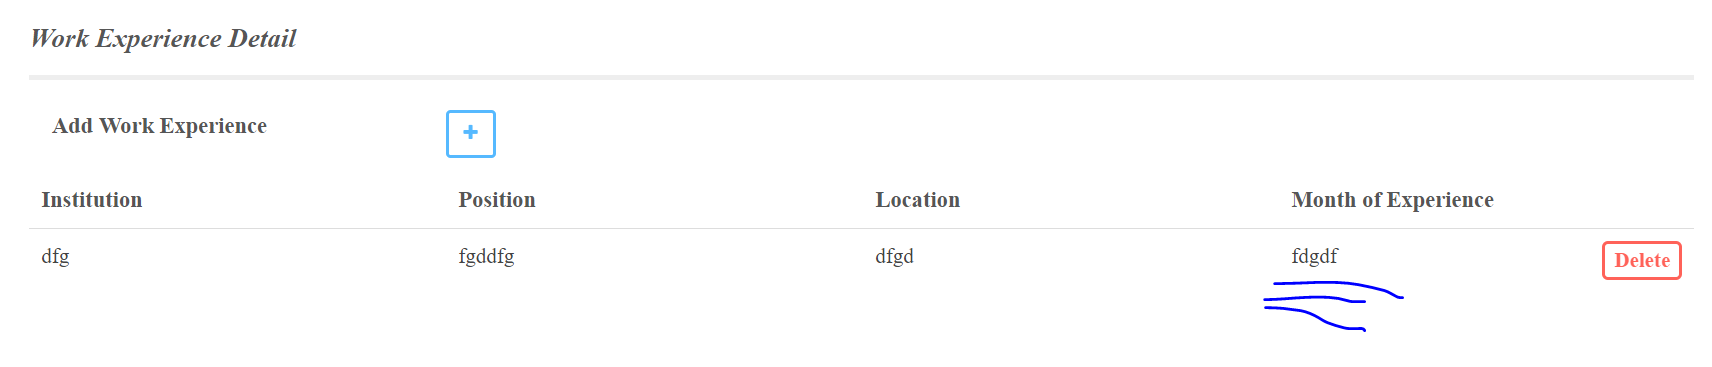 Work Experience Detail
Add Work Experience +
Institution Position Location Month of Experience
dfg fgddfg dfgd fdgdf Delete